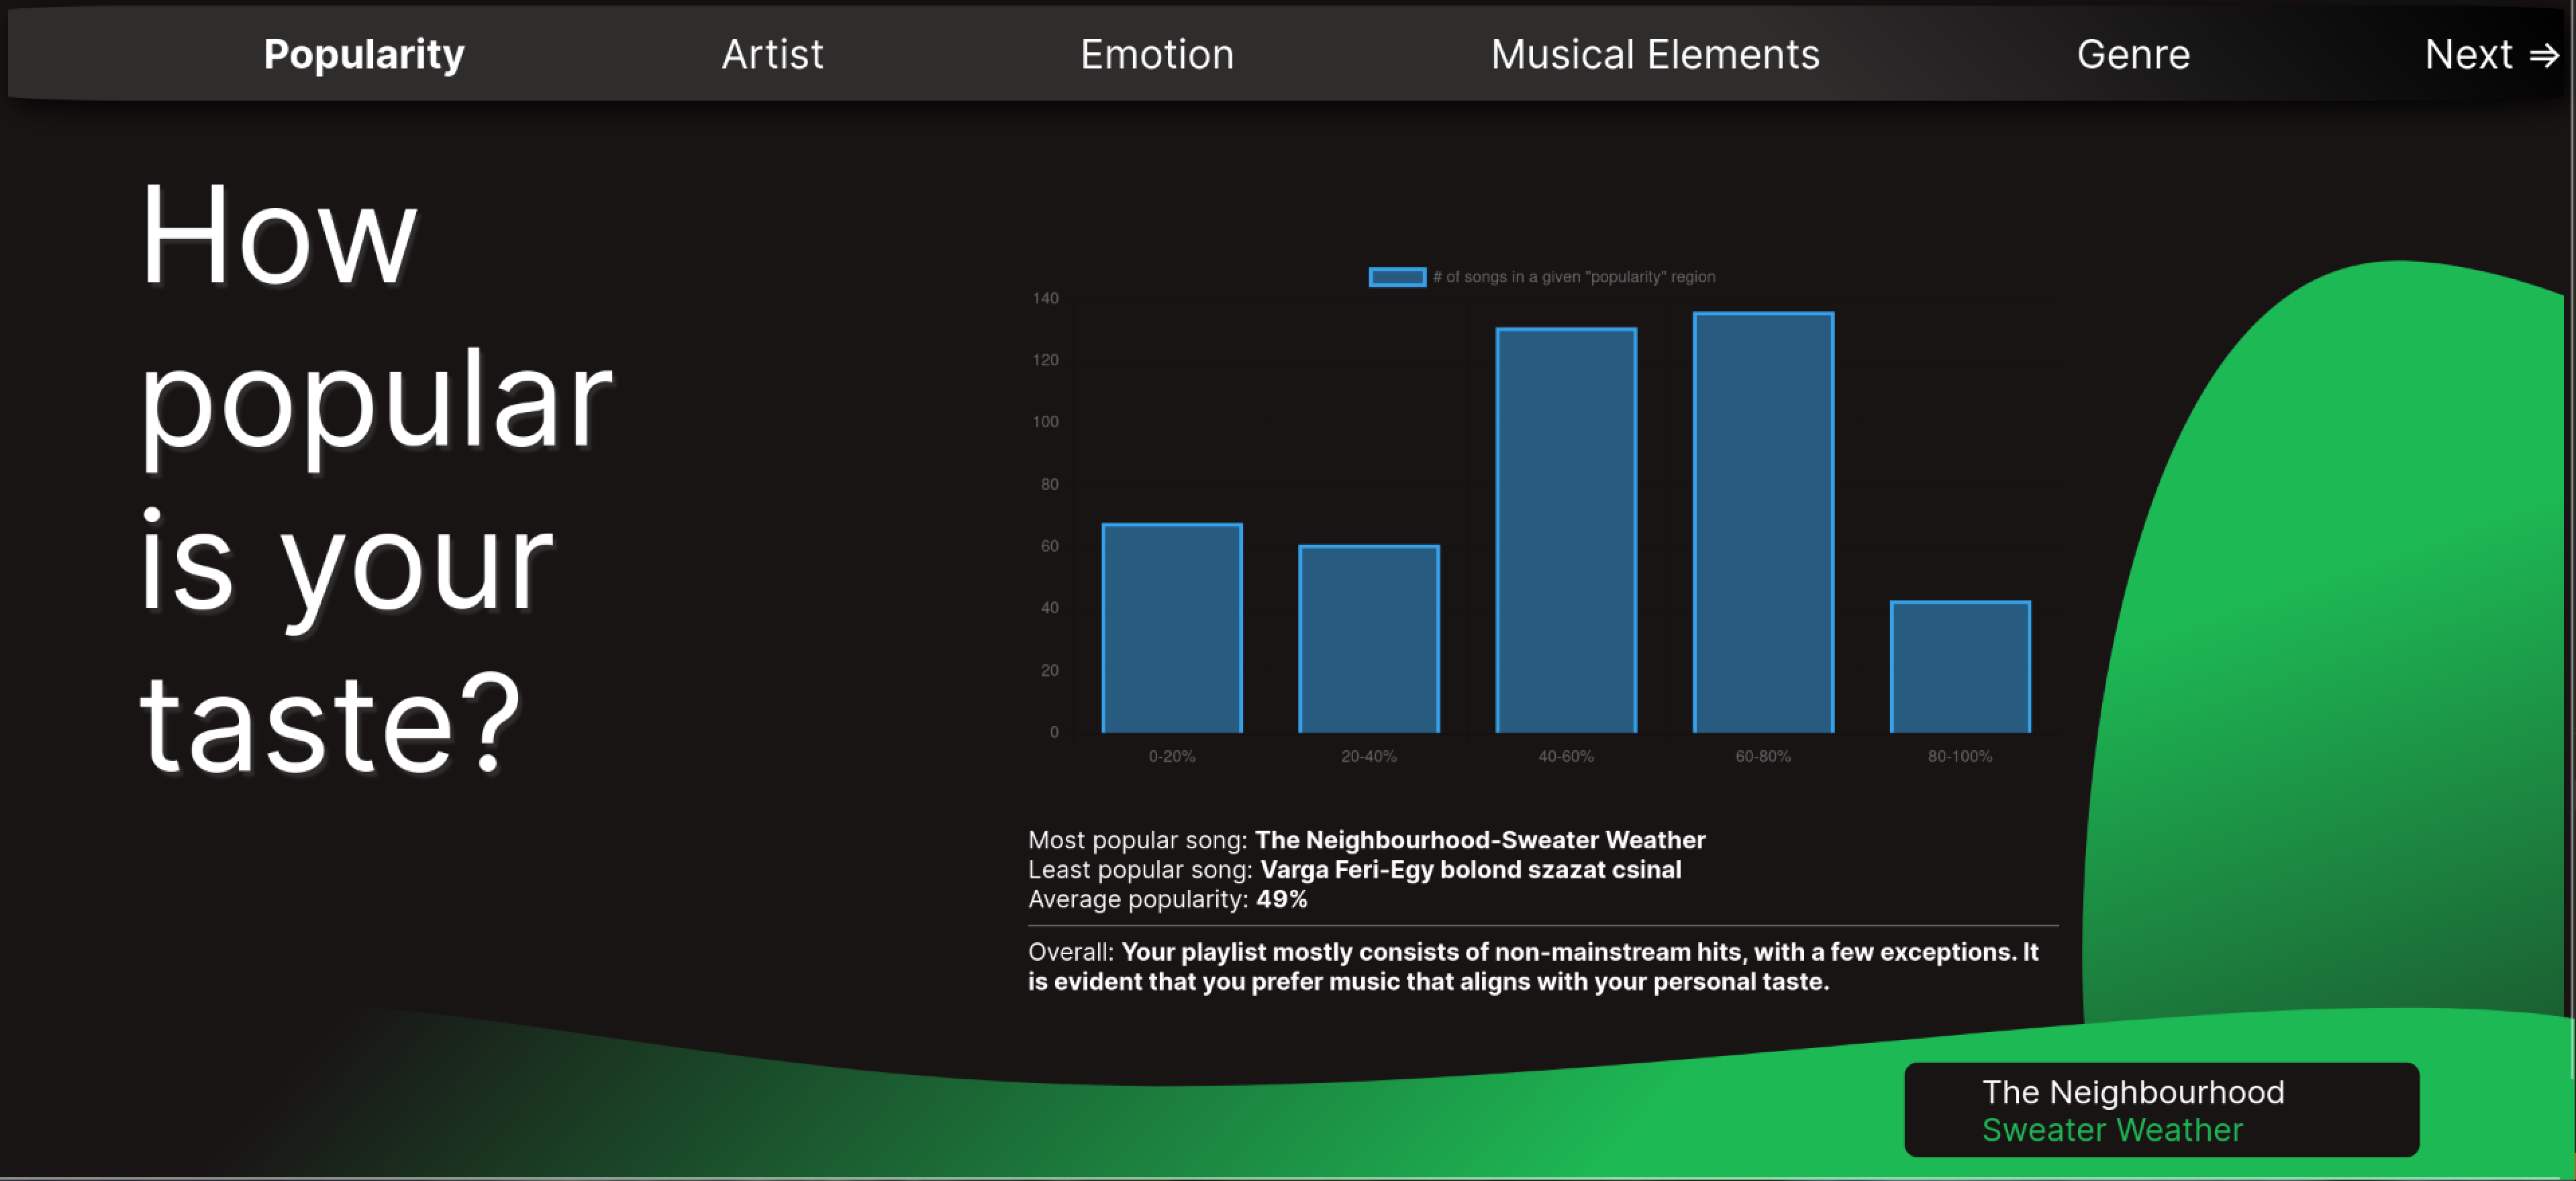 Popularity Artist Emotion Musical Elements Genre Next ⇒
How
popular
is your
taste?
# of songs in a given "popularity" region
140
120
100
80
60
40
20
0
0-20% 20-40% 40-60% 60-80% 80-100%
Most popular song: The Neighbourhood-Sweater Weather
Least popular song: Varga Feri-Egy bolond szazat csinal
Average popularity: 49%
Overall: Your playlist mostly consists of non-mainstream hits, with a few exceptions. It
is evident that you prefer music that aligns with your personal taste.
The Neighbourhood
Sweater Weather